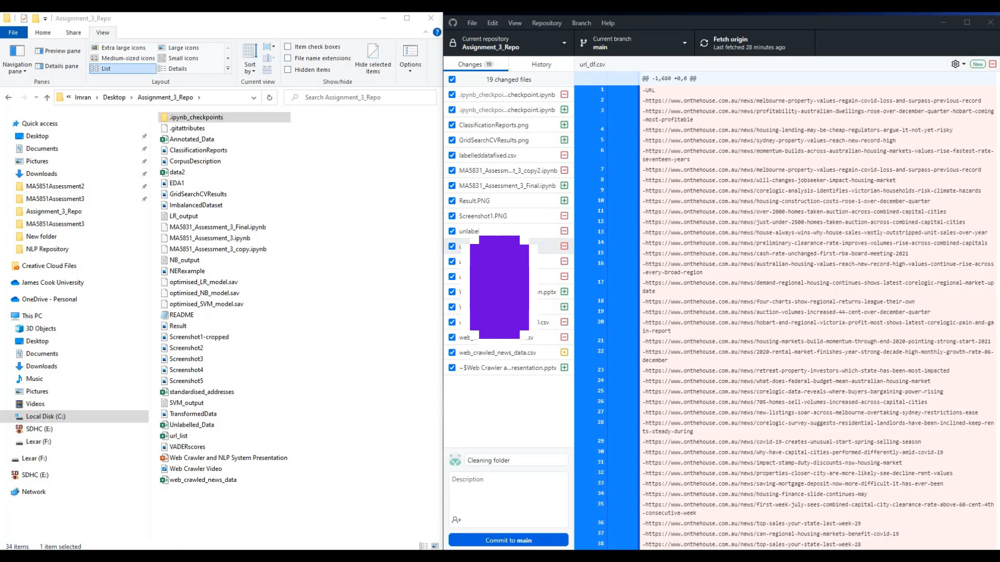 Assignment_3_Repo
File Home Share View
Preview pane
Details pane
Navigation pane
Panes
Extra large icons Large icons
Medium-sized icons Small icons
List Details
Layout
Sort by
Current view
Item check boxes
File name extensions
Hidden items
Hide selected items
Show/hide
Options
« Imran Desktop Assignment_3_Repo
Search Assignment_3_Repo
Quick access
Desktop
Documents
Pictures
Downloads
MA5851Assessment2
MA5851Assessment3
Assignment_3_Repo
MA5851Assessment3
New folder
NLP Repository
Creative Cloud Files
James Cook University
OneDrive - Personal
This PC
3D Objects
Desktop
Documents
Downloads
Music
Pictures
Videos
Local Disk (C:)
SDHC (E:)
Lexar (F:)
Lexar (F:)
SDHC (E:)
Network
.ipynb_checkpoints
.gitattributes
Annotated_Data
ClassificationReports
CorpusDescription
data2
EDA1
GridSearchCVResults
ImbalancedDataset
LR_output
MA5831_Assessment_3_Final.ipynb
MA5831_Assessment_3.ipynb
MA5831_Assessment_3_copy.ipynb
NB_output
NERexample
optimised_LR_model.sav
optimised_NB_model.sav
optimised_SVM_model.sav
README
Result
Screenshot1-cropped
Screenshot2
Screenshot3
Screenshot4
Screenshot5
standardised_addresses
SVM_output
TransformedData
Unlabelled_Data
url_list
VADERscores
Web Crawler and NLP System Presentation
Web Crawler Video
web_crawled_news_data
34 items 1 item selected
File Edit View Repository Branch Help
Current repository
Assignment_3_Repo
Current branch
main
Fetch origin
Last fetched 28 minutes ago
Changes 19 History
url_df.csv
New
19 changed files
.ipynb_checkpoi...checkpoint.ipynb
.ipynb_checkpoi...checkpoint.ipynb
ClassificationReports.png
GridSearchCVResults.png
labelleddatafixed.csv
MA5831_Assessm...t_3_copy2.ipynb
MA5831_Assessment_3_Final.ipynb
Result.PNG
Screenshot1.PNG
unlabel
n.pptx
.csv
web_ sv
web_crawled_news_data.csv
~$Web Crawler a...resentation.pptx
Cleaning folder
Description
Commit to main
@@ -1,680 +0,0 @@
1 -URL
2 -https://www.onthehouse.com.au/news/melbourne-property-values-regain-covid-loss-and-surpass-previous-record
3 -https://www.onthehouse.com.au/news/profitability-australian-dwellings-rose-over-december-quarter-hobart-coming
-most-profitable
4 -https://www.onthehouse.com.au/news/housing-lending-may-be-cheap-regulators-argue-it-not-yet-risky
5 -https://www.onthehouse.com.au/news/sydney-property-values-reach-new-record-high
6 -https://www.onthehouse.com.au/news/momentum-builds-across-australian-housing-markets-values-rise-fastest-rate-
seventeen-years
7 -https://www.onthehouse.com.au/news/melbourne-property-values-regain-covid-loss-and-surpass-previous-record
8 -https://www.onthehouse.com.au/news/will-changes-jobseeker-impact-housing-market
9 -https://www.onthehouse.com.au/news/corelogic-analysis-identifies-victorian-households-risk-climate-hazards
10 -https://www.onthehouse.com.au/news/housing-construction-costs-rose-1-over-december-quarter
11 -https://www.onthehouse.com.au/news/over-2000-homes-taken-auction-across-combined-capital-cities
12 -https://www.onthehouse.com.au/news/just-under-2500-homes-taken-auction-across-combined-capital-cities
13 -https://www.onthehouse.com.au/news/house-always-wins-why-house-sales-vastly-outstripped-unit-sales-over-year
14 -https://www.onthehouse.com.au/news/preliminary-clearance-rate-improves-volumes-rise-across-combined-capitals
15 -https://www.onthehouse.com.au/news/cash-rate-unchanged-first-rba-board-meeting-2021
16 -https://www.onthehouse.com.au/news/australian-housing-values-reach-new-record-high-values-continue-rise-across
-every-broad-region
17 -https://www.onthehouse.com.au/news/demand-regional-housing-continues-shows-latest-corelogic-regional-market-up
date
18 -https://www.onthehouse.com.au/news/four-charts-show-regional-returns-league-their-own
19 -https://www.onthehouse.com.au/news/auction-volumes-increased-44-cent-over-december-quarter
20 -https://www.onthehouse.com.au/news/hobart-and-regional-victoria-profit-most-shows-latest-corelogic-pain-and-ga
in-report
21 -https://www.onthehouse.com.au/news/housing-markets-build-momentum-through-end-2020-pointing-strong-start-2021
22 -https://www.onthehouse.com.au/news/2020-rental-market-finishes-year-strong-decade-high-monthly-growth-rate-06-
december
23 -https://www.onthehouse.com.au/news/retreat-property-investors-which-state-has-been-most-impacted
24 -https://www.onthehouse.com.au/news/what-does-federal-budget-mean-australian-housing-market
25 -https://www.onthehouse.com.au/news/corelogic-data-reveals-where-buyers-bargaining-power-rising
26 -https://www.onthehouse.com.au/news/705-homes-sell-volumes-increased-across-capital-cities
27 -https://www.onthehouse.com.au/news/new-listings-soar-across-melbourne-overtaking-sydney-restrictions-ease
28 -https://www.onthehouse.com.au/news/corelogic-survey-suggests-residential-landlords-have-been-inclined-keep-ren
ts-steady-during
29 -https://www.onthehouse.com.au/news/covid-19-creates-unusual-start-spring-selling-season
30 -https://www.onthehouse.com.au/news/why-have-capital-cities-performed-differently-amid-covid-19
31 -https://www.onthehouse.com.au/news/impact-stamp-duty-discounts-nsw-housing-market
32 -https://www.onthehouse.com.au/news/properties-closer-city-are-more-likely-see-decline-rent-values
33 -https://www.onthehouse.com.au/news/saving-mortgage-deposit-now-more-difficult-it-has-ever-been
34 -https://www.onthehouse.com.au/news/housing-finance-slide-continues-may
35 -https://www.onthehouse.com.au/news/first-week-july-sees-combined-capital-city-clearance-rate-above-60-cent-4th
-consecutive-week
36 -https://www.onthehouse.com.au/news/top-sales-your-state-last-week-29
37 -https://www.onthehouse.com.au/news/can-regional-housing-markets-benefit-covid-19
38 -https://www.onthehouse.com.au/news/top-sales-your-state-last-week-28